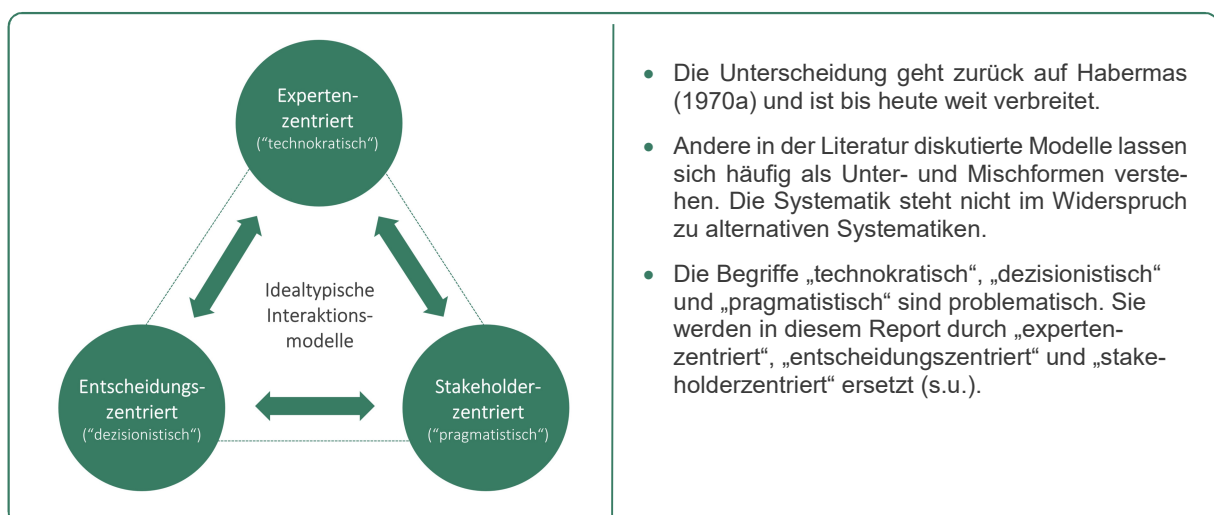 Experten-
zentriert
(“technokratisch“)
Idealtypische
Interaktions-
modelle
Entscheidungs-
zentriert
(“dezisionistisch“)
Stakeholder-
zentriert
(“pragmatistisch“)
• Die Unterscheidung geht zurück auf Habermas
(1970a) und ist bis heute weit verbreitet.
• Andere in der Literatur diskutierte Modelle lassen
sich häufig als Unter- und Mischformen verste-
hen. Die Systematik steht nicht im Widerspruch
zu alternativen Systematiken.
• Die Begriffe „technokratisch“, „dezisionistisch“
und „pragmatistisch“ sind problematisch. Sie
werden in diesem Report durch „experten-
zentriert“, „entscheidungszentriert“ und „stake-
holderzentriert“ ersetzt (s.u.).